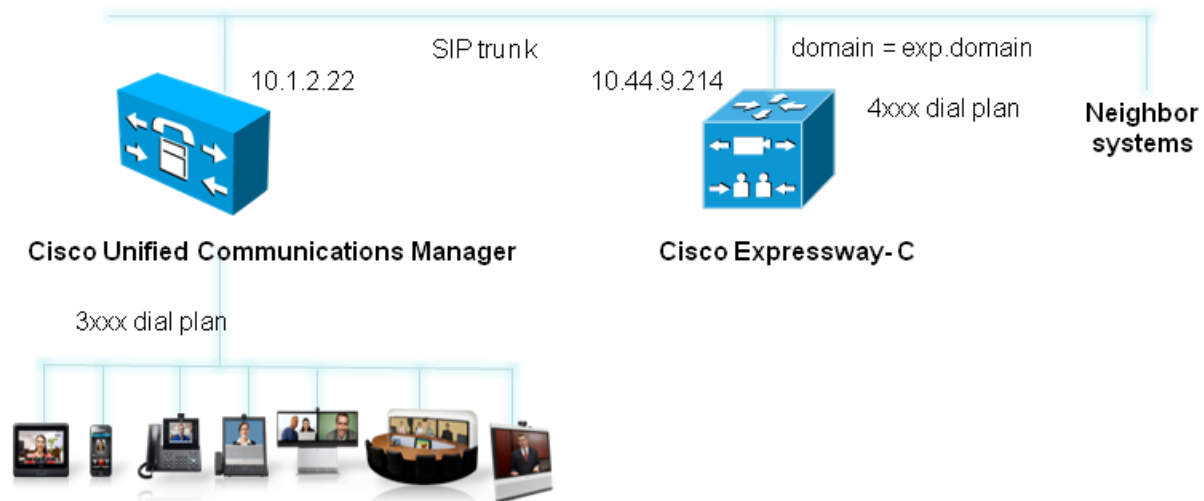 SIP trunk
domain = exp.domain
10.1.2.22
10.44.9.214
4xxx dial plan
Neighbor
systems
Cisco Unified Communications Manager
Cisco Expressway-C
3xxx dial plan